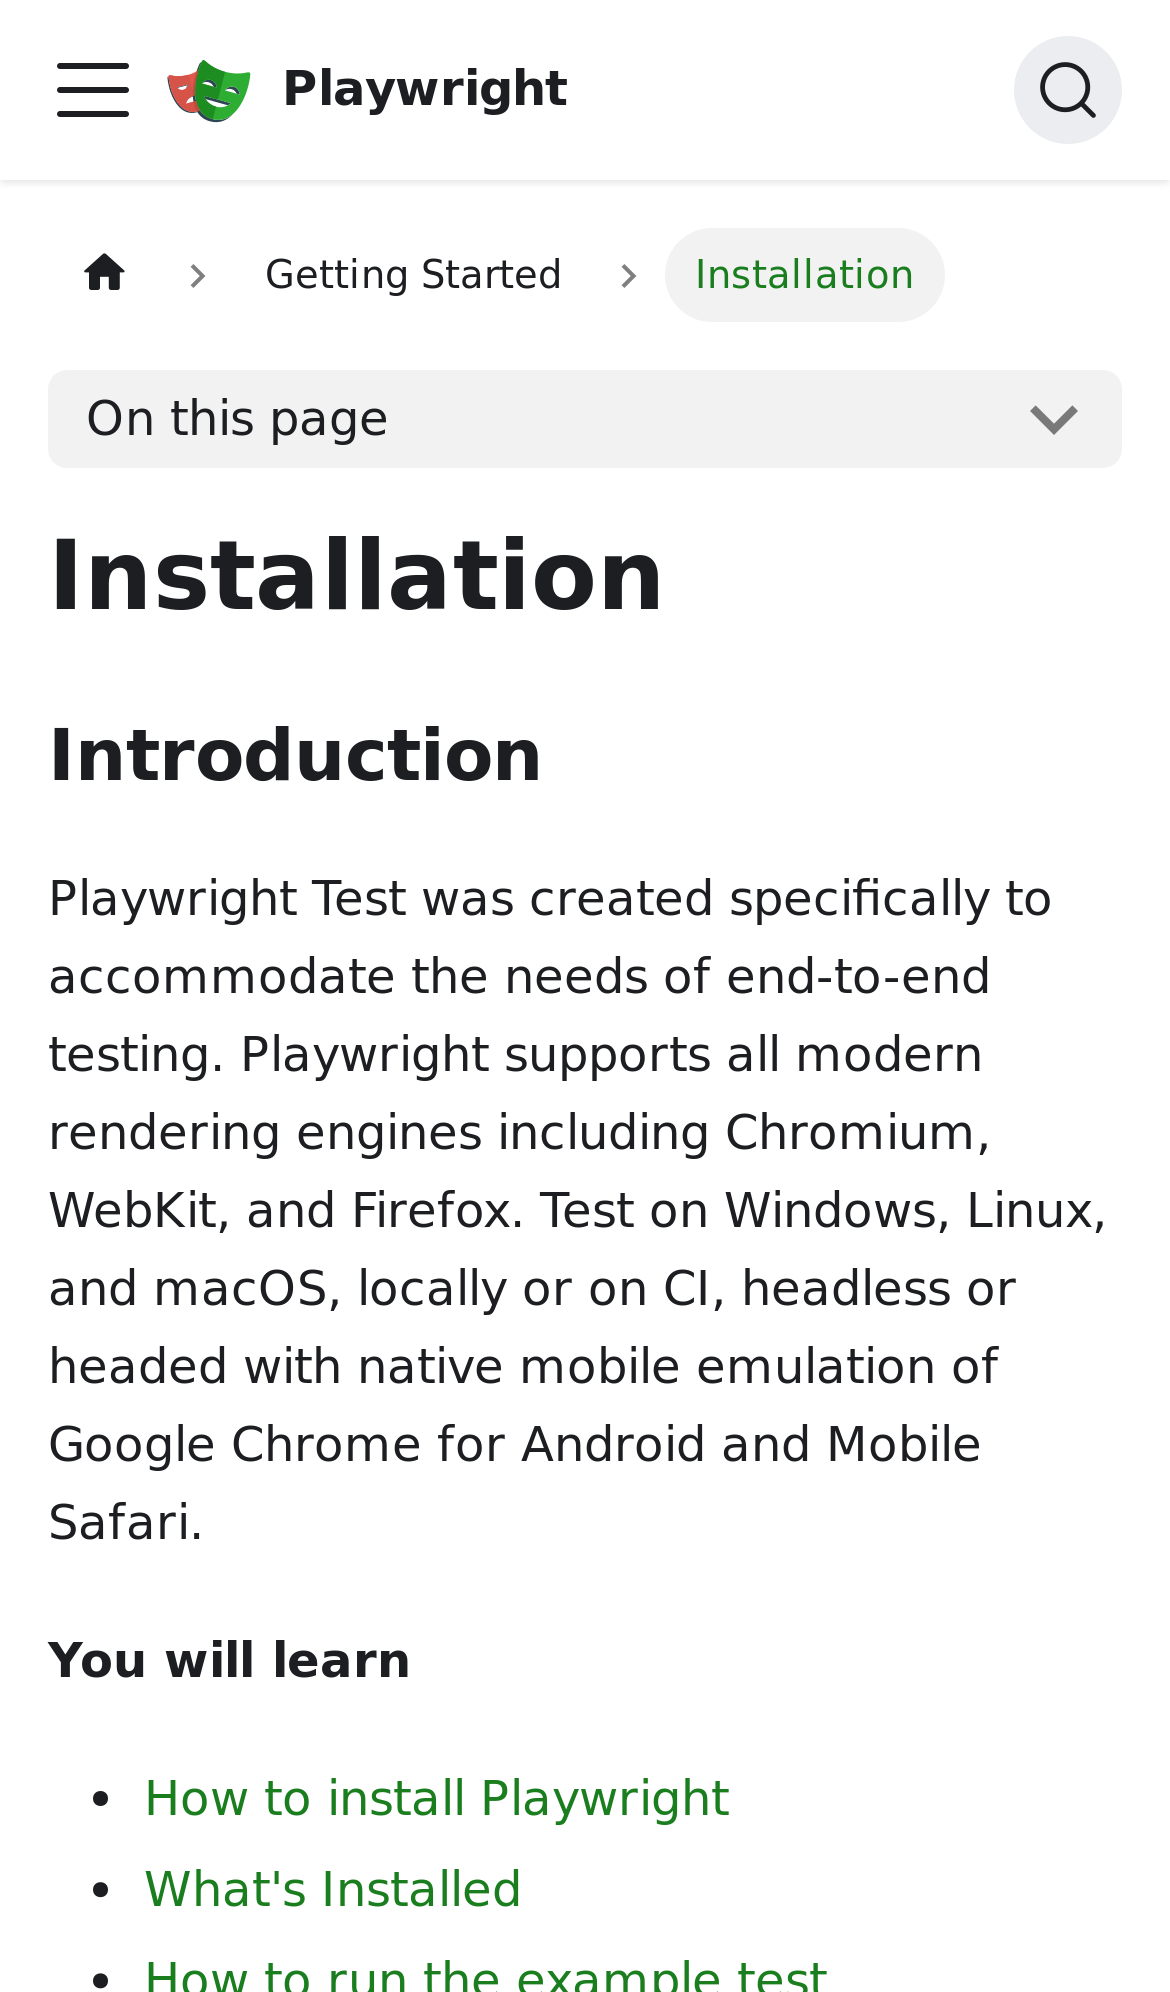 Playwright
Getting Started
Installation
On this page
Installation
Introduction
Playwright Test was created specifically to
accommodate the needs of end-to-end
testing. Playwright supports all modern
rendering engines including Chromium,
WebKit, and Firefox. Test on Windows, Linux,
and macOS, locally or on CI, headless or
headed with native mobile emulation of
Google Chrome for Android and Mobile
Safari.
You will learn
How to install Playwright
What's Installed
How to run the example test